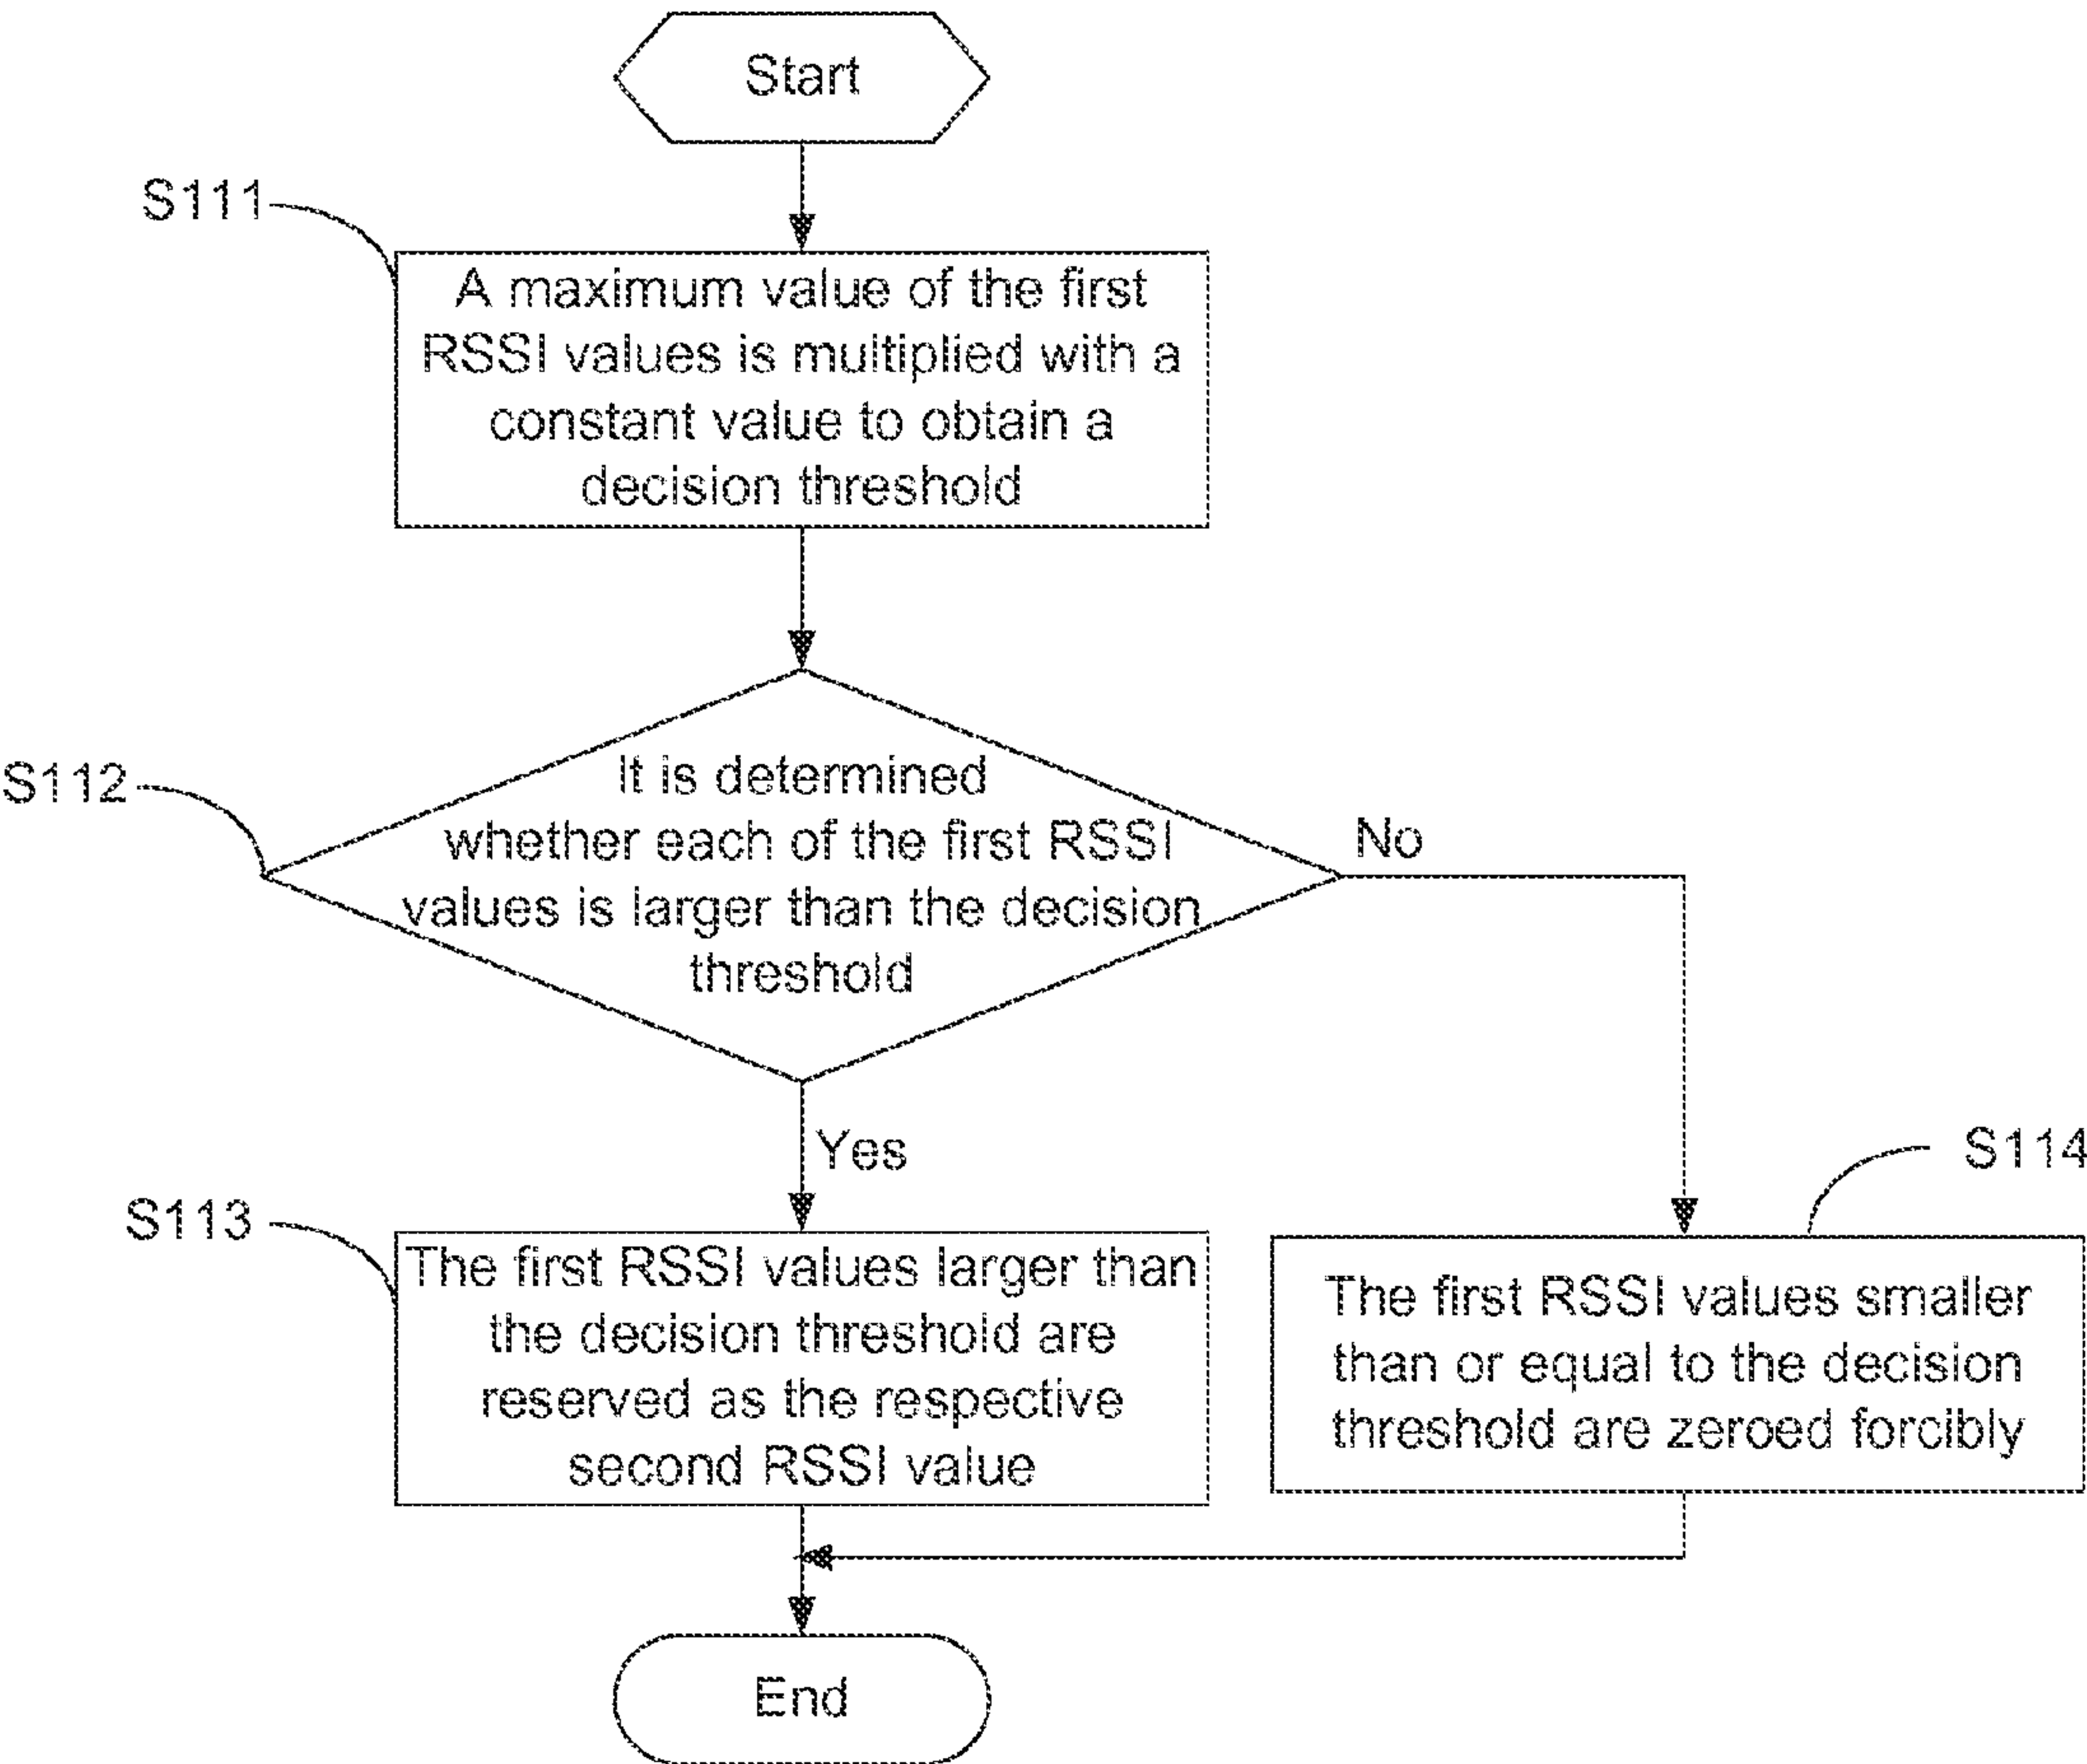 Start
S111
A maximum value of the first
RSSI values is multiplied with a
constant value to obtain a
decision threshold
S112
It is determined
whether each of the first RSSI
values is larger than the decision
threshold
No
Yes
S113
The first RSSI values larger than
the decision threshold are
reserved as the respective
second RSSI value
S114
The first RSSI values smaller
than or equal to the decision
threshold are zeroed forcibly
End